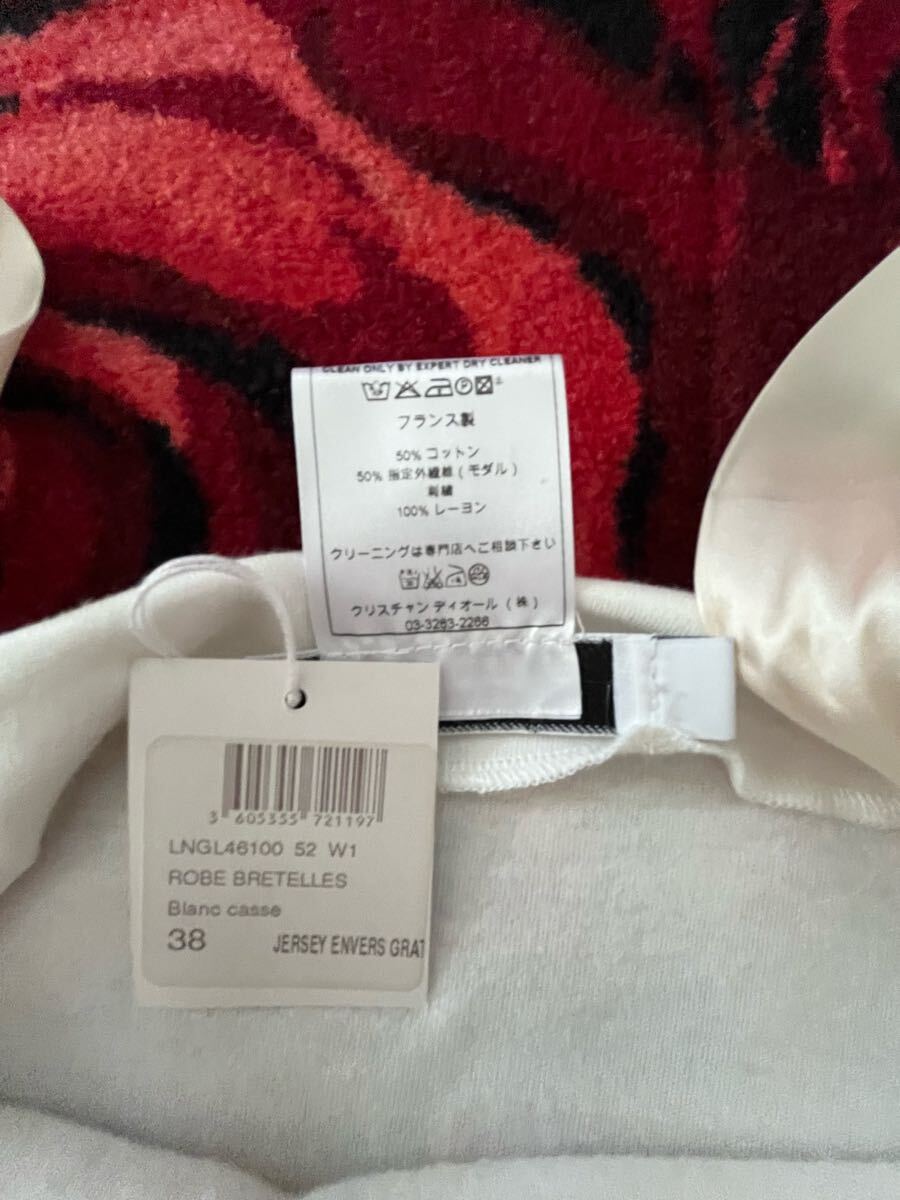 CLEAN ONLY BY EXPERT DRY CLEANER
フランス製
50% コットン
50% 指定外繊維 ( モダル )
刺繍
100% レーヨン
クリーニングは専門店へご相談下さい
クリスチャン ディオール ( 株 )
03-3263-2266
3 605355 721197
LNGL46100 52 W1
ROBE BRETELLES
Blanc casse
38 JERSEY ENVERS GRAT